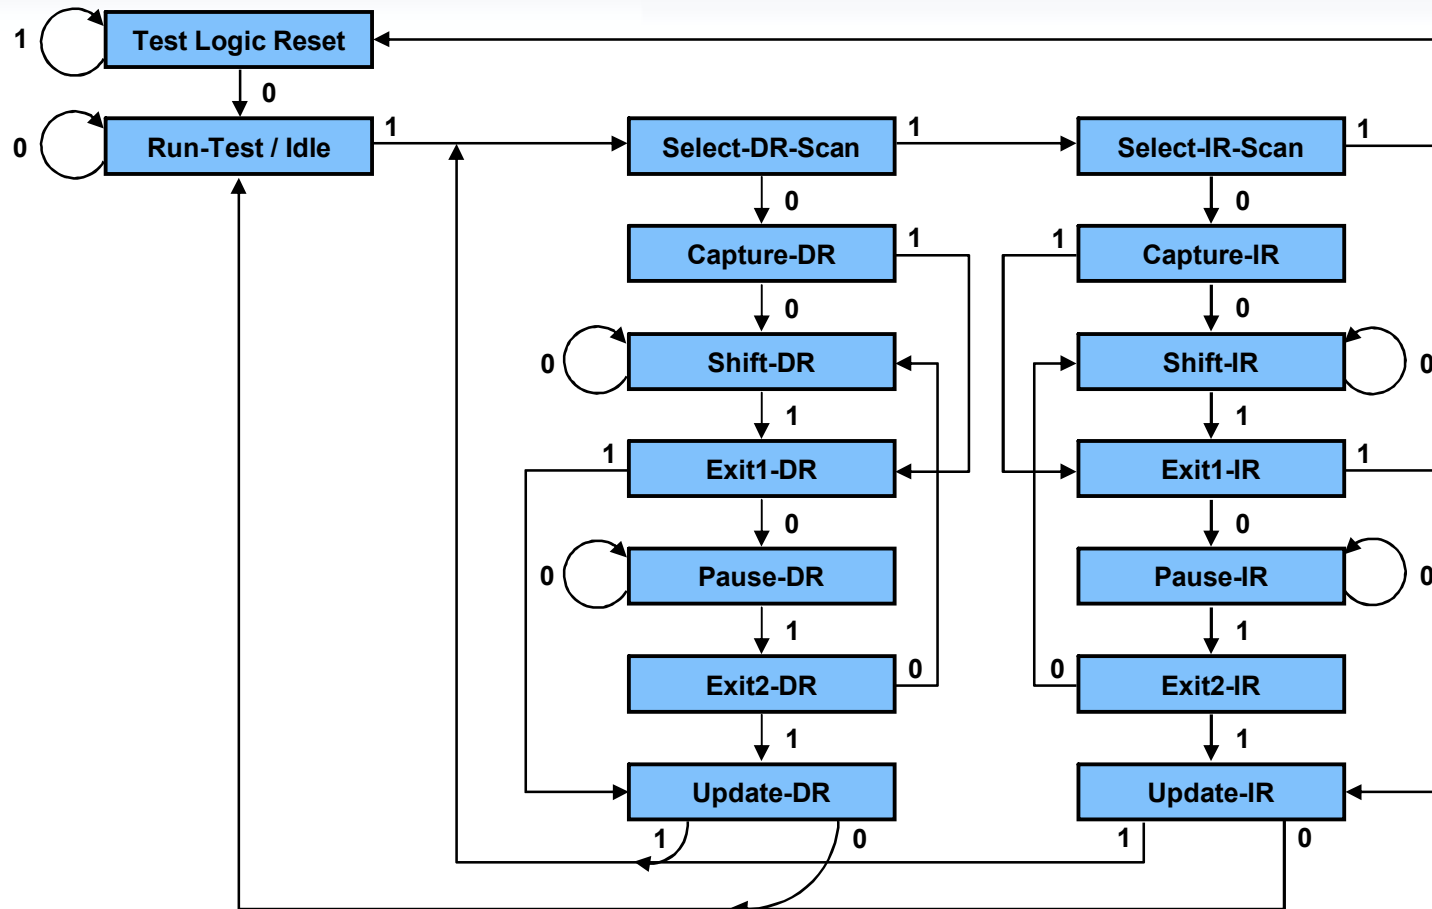 Test Logic Reset
1
0
Run-Test / Idle
0
1
Select-DR-Scan
1
Select-IR-Scan
1
0
0
Capture-DR
1
1
Capture-IR
0
0
Shift-DR
0
Shift-IR
0
1
1
Exit1-DR
1
Exit1-IR
1
0
0
Pause-DR
0
Pause-IR
0
1
1
Exit2-DR
0
0
Exit2-IR
1
1
Update-DR
Update-IR
1
0
1
0